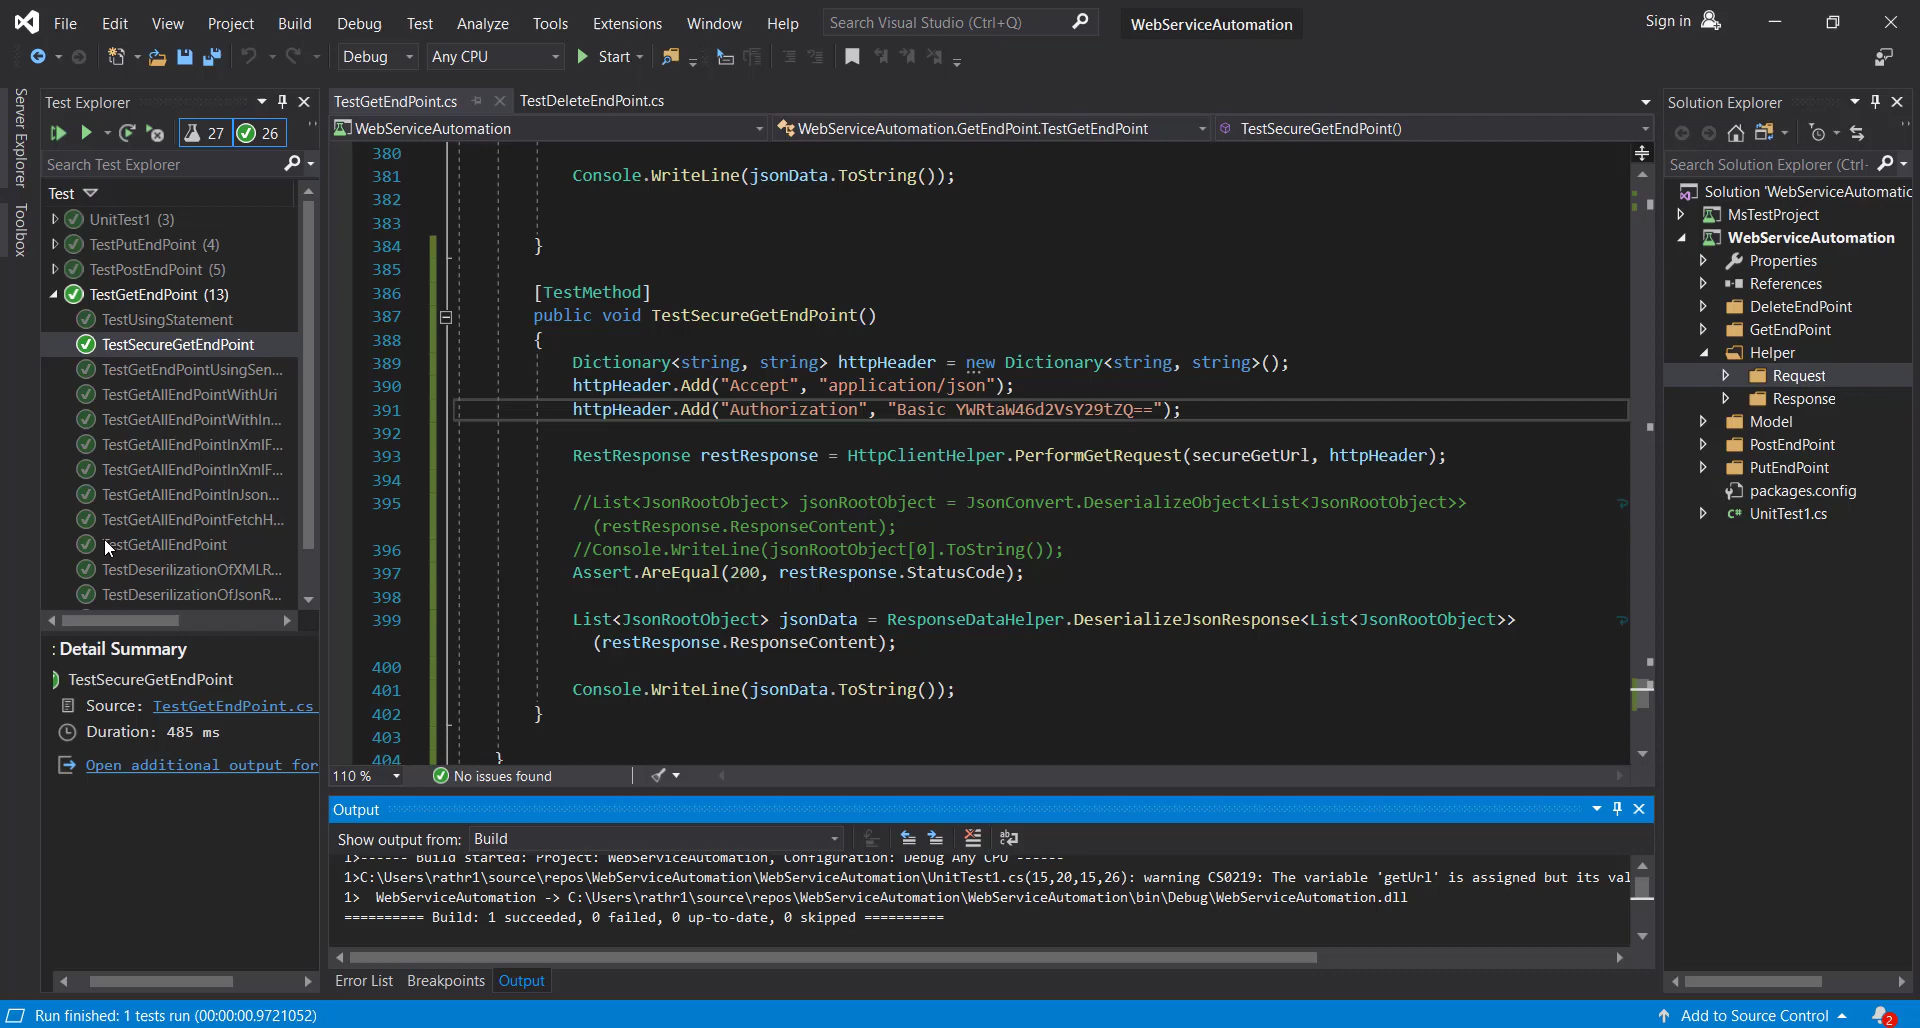 File Edit View Project Build Debug Test Analyze Tools Extensions Window Help Search Visual Studio (Ctrl+Q) WebServiceAutomation Sign in
Debug Any CPU Start
Server Explorer
Toolbox
Test Explorer
27 26
Search Test Explorer
Test
UnitTest1 (3)
TestPutEndPoint (4)
TestPostEndPoint (5)
TestGetEndPoint (13)
TestUsingStatement
TestSecureGetEndPoint
TestGetEndPointUsingSen...
TestGetAllEndPointWithUri
TestGetAllEndPointWithIn...
TestGetAllEndPointInXmlF...
TestGetAllEndPointInXmlF...
TestGetAllEndPointInJson...
TestGetAllEndPointFetchH...
TestGetAllEndPoint
TestDeserilizationOfXMLR...
TestDeserilizationOfJsonR...
: Detail Summary
TestSecureGetEndPoint
Source: TestGetEndPoint.cs
Duration: 485 ms
Open additional output for
TestGetEndPoint.cs TestDeleteEndPoint.cs
WebServiceAutomation WebServiceAutomation.GetEndPoint.TestGetEndPoint TestSecureGetEndPoint()
380
381 Console.WriteLine(jsonData.ToString());
382
383
384 }
385
386 [TestMethod]
387 public void TestSecureGetEndPoint()
388 {
389 Dictionary<string, string> httpHeader = new Dictionary<string, string>();
390 httpHeader.Add("Accept", "application/json");
391 httpHeader.Add("Authorization", "Basic YWRtaW46d2VsY29tZQ==");
392
393 RestResponse restResponse = HttpClientHelper.PerformGetRequest(secureGetUrl, httpHeader);
394
395 //List<JsonRootObject> jsonRootObject = JsonConvert.DeserializeObject<List<JsonRootObject>>
(restResponse.ResponseContent);
396 //Console.WriteLine(jsonRootObject[0].ToString());
397 Assert.AreEqual(200, restResponse.StatusCode);
398
399 List<JsonRootObject> jsonData = ResponseDataHelper.DeserializeJsonResponse<List<JsonRootObject>>
(restResponse.ResponseContent);
400
401 Console.WriteLine(jsonData.ToString());
402 }
403
404 }
110 % No issues found
Output
Show output from: Build
1>------ Build started: Project: WebServiceAutomation, Configuration: Debug Any CPU ------
1>C:\Users\rathr1\source\repos\WebServiceAutomation\WebServiceAutomation\UnitTest1.cs(15,20,15,26): warning CS0219: The variable 'getUrl' is assigned but its val
1> WebServiceAutomation -> C:\Users\rathr1\source\repos\WebServiceAutomation\WebServiceAutomation\bin\Debug\WebServiceAutomation.dll
========== Build: 1 succeeded, 0 failed, 0 up-to-date, 0 skipped ==========
Error List Breakpoints Output
Solution Explorer
Search Solution Explorer (Ctrl-
Solution 'WebServiceAutomatic
MsTestProject
WebServiceAutomation
Properties
References
DeleteEndPoint
GetEndPoint
Helper
Request
Response
Model
PostEndPoint
PutEndPoint
packages.config
C# UnitTest1.cs
Run finished: 1 tests run (00:00:00.9721052) Add to Source Control 2